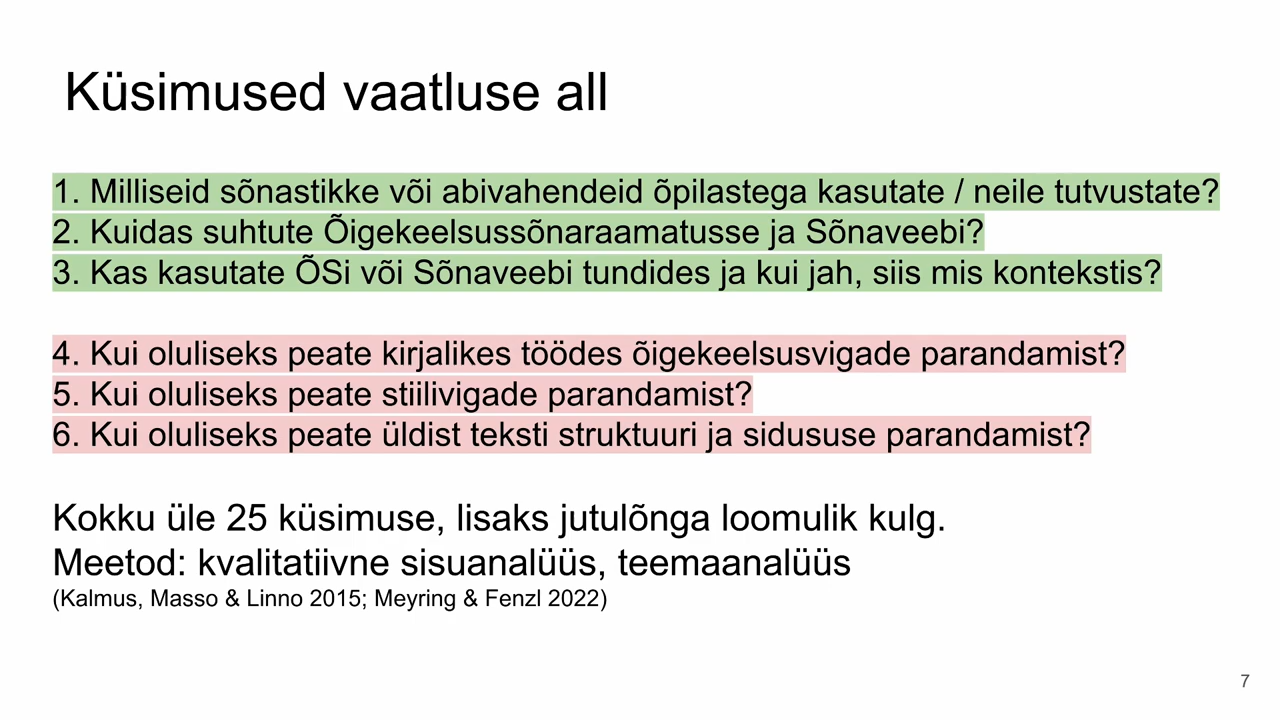 Küsimused vaatluse all
1. Milliseid sõnastikke või abivahendeid õpilastega kasutate / neile tutvustate?
2. Kuidas suhtute Õigekeelsussõnaraamatusse ja Sõnaveebi?
3. Kas kasutate ÕSi või Sõnaveebi tundides ja kui jah, siis mis kontekstis?
4. Kui oluliseks peate kirjalikes töödes õigekeelsusvigade parandamist?
5. Kui oluliseks peate stiilivigade parandamist?
6. Kui oluliseks peate üldist teksti struktuuri ja sidususe parandamist?
Kokku üle 25 küsimuse, lisaks jutulõnga loomulik kulg.
Meetod: kvalitatiivne sisuanalüüs, teemaanalüüs
(Kalmus, Masso & Linno 2015; Meyring & Fenzl 2022)
7